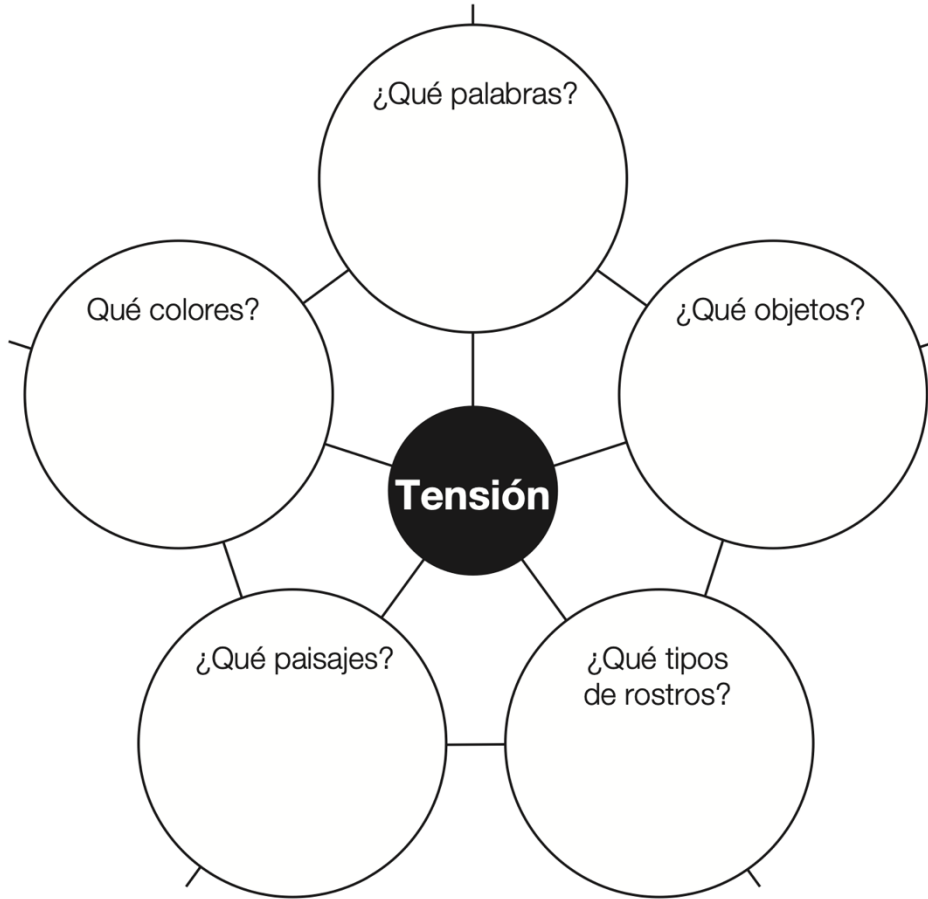 ¿Qué palabras?
Qué colores?
¿Qué objetos?
Tensión
¿Qué paisajes?
¿Qué tipos
de rostros?